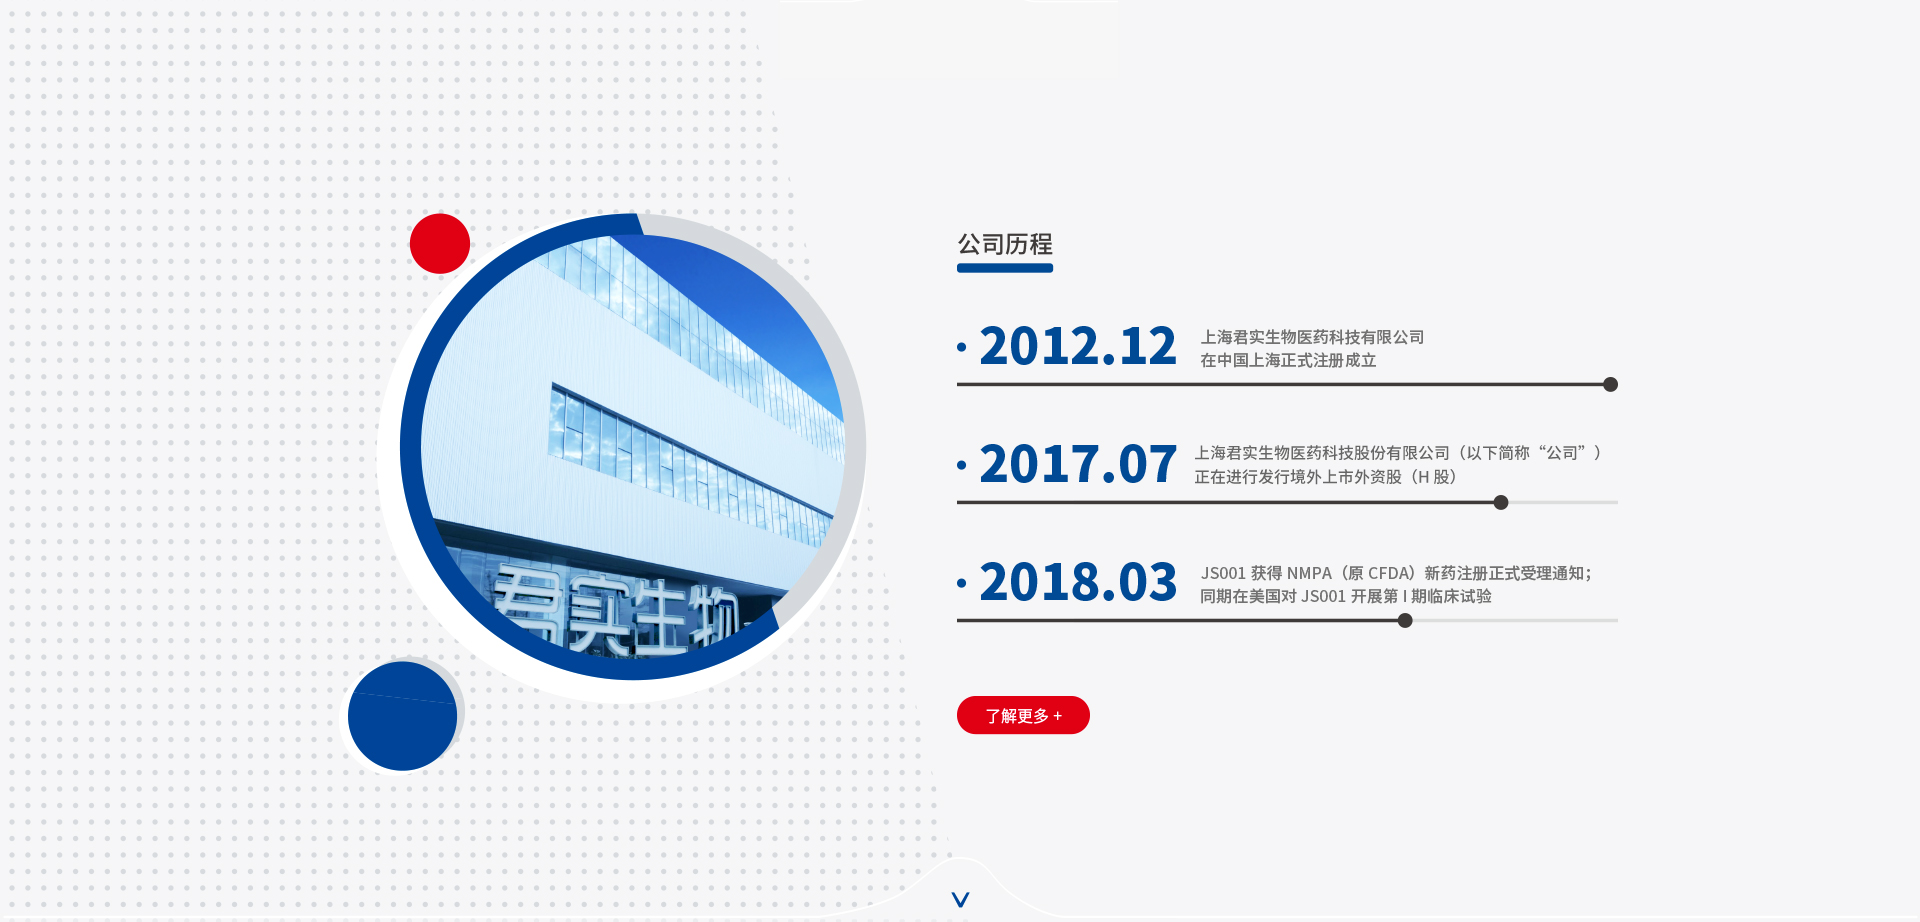 公司历程
· 2012.12
上海君实生物医药科技有限公司
在中国上海正式注册成立
· 2017.07
上海君实生物医药科技股份有限公司（以下简称“公司”）
正在进行发行境外上市外资股（H 股）
· 2018.03
JS001 获得 NMPA（原 CFDA）新药注册正式受理通知；
同期在美国对 JS001 开展第 I 期临床试验
君实生物
了解更多 +